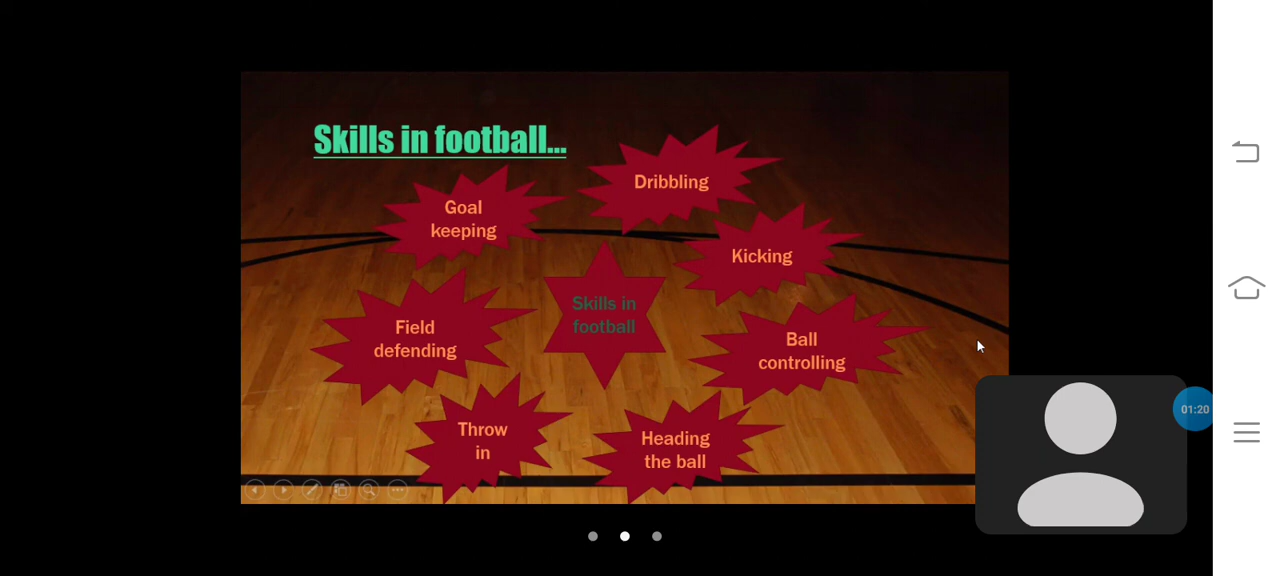 Skills in football...
Dribbling
Goal
keeping
Kicking
Skills in
football
Field
defending
Ball
controlling
Throw
in
Heading
the ball
01:20